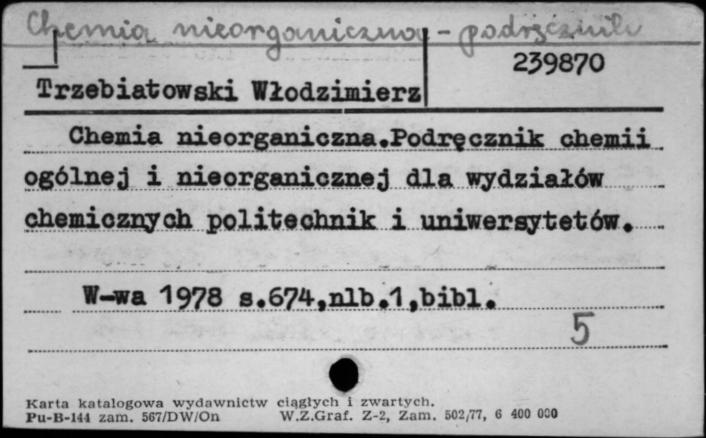 Chemia nieorganiczna - podręcznik
239870
Trzebiatowski Włodzimierz
Chemia nieorganiczna.Podręcznik chemii
ogólnej i nieorganicznej dla wydziałów
chemicznych politechnik i uniwersytetów.
W-wa 1978 s.674,nlb.1,bibl.
5
Karta katalogowa wydawnictw ciągłych i zwartych.
Pu-B-144 zam. 567/DW/On W.Z.Graf. Z-2, Zam. 502/77, 6 400 000